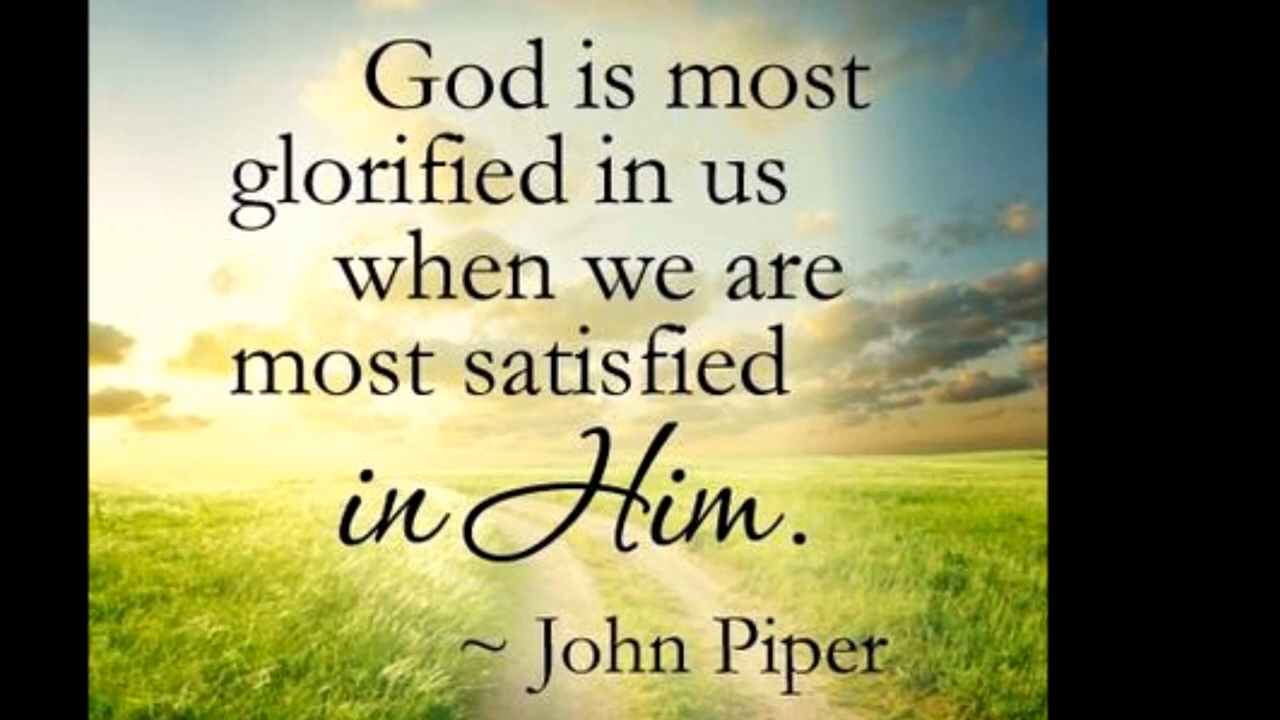 God is most
glorified in us
when we are
most satisfied
in Him.
~ John Piper